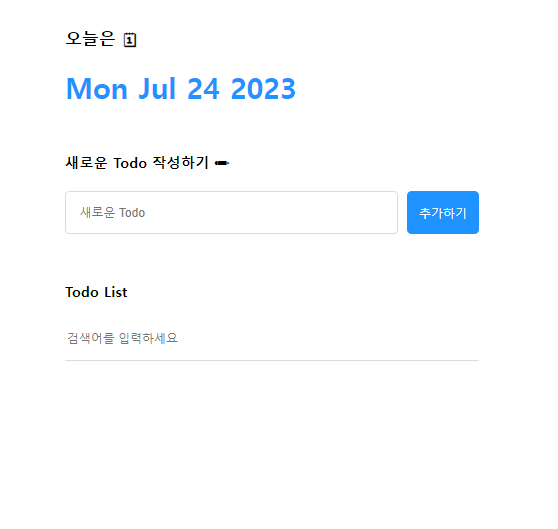 오늘은 🗓
Mon Jul 24 2023
새로운 Todo 작성하기 ✏
새로운 Todo
추가하기
Todo List
검색어를 입력하세요